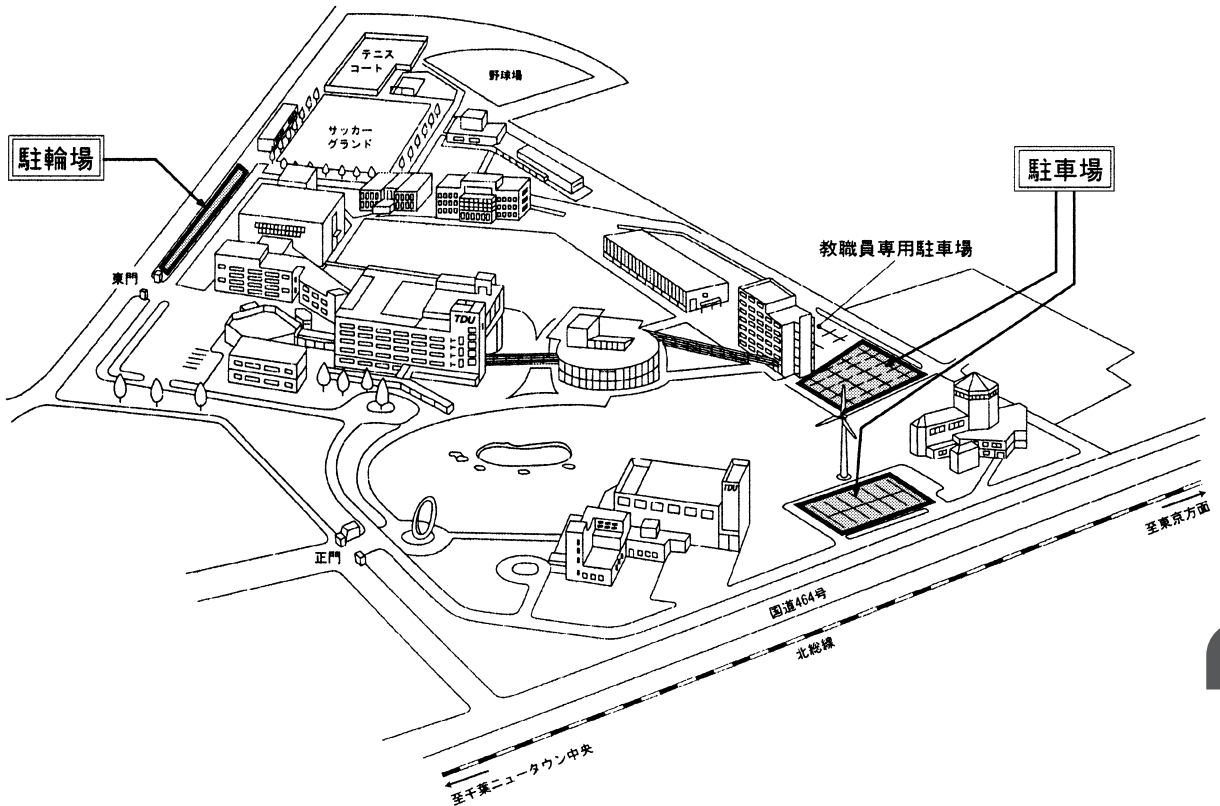 テニス
コート
野球場
サッカー
グランド
駐輪場
駐車場
教職員専用駐車場
東門
TDU
TDU
正門
至東京方面
国道464号
北総線
至千葉ニュータウン中央